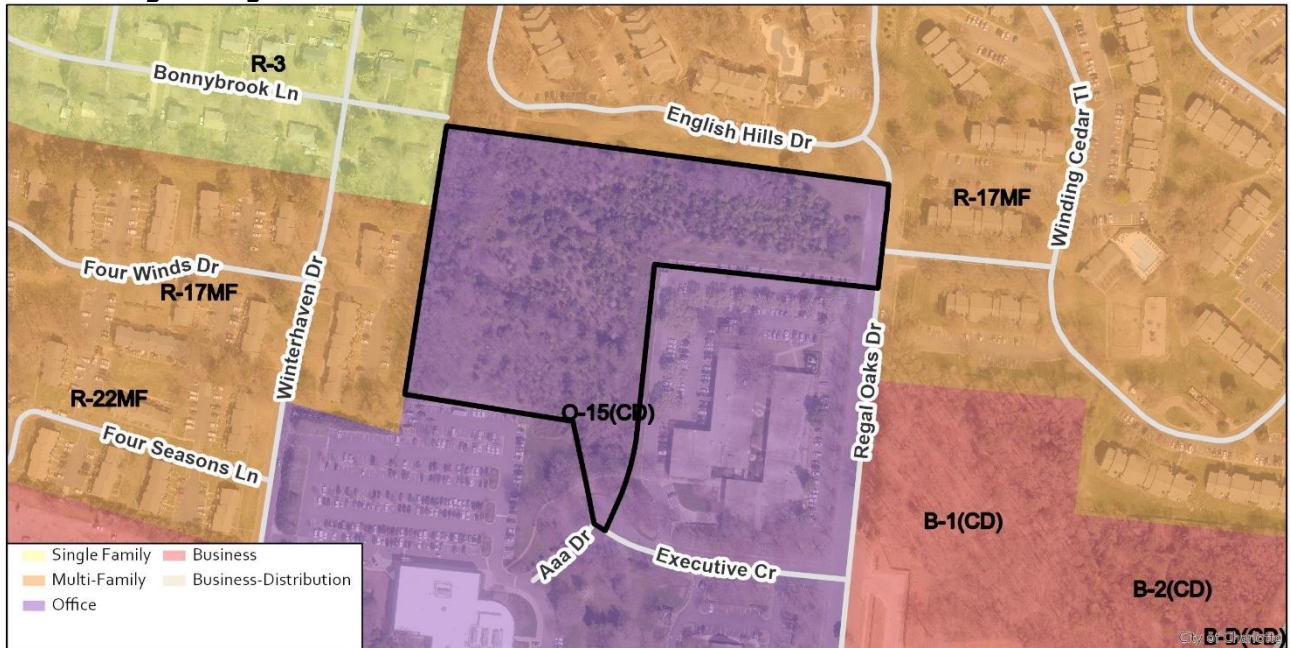 R-3
Bonnybrook Ln
English Hills Dr
Winding Cedar Tl
R-17MF
Four Winds Dr
R-17MF
Winterhaven Dr
Regal Oaks Dr
R-22MF
O-15(CD)
Four Seasons Ln
B-1(CD)
Aaa Dr
Executive Cr
Single Family
Business
Multi-Family
Business-Distribution
Office
B-2(CD)
City of Charlotte